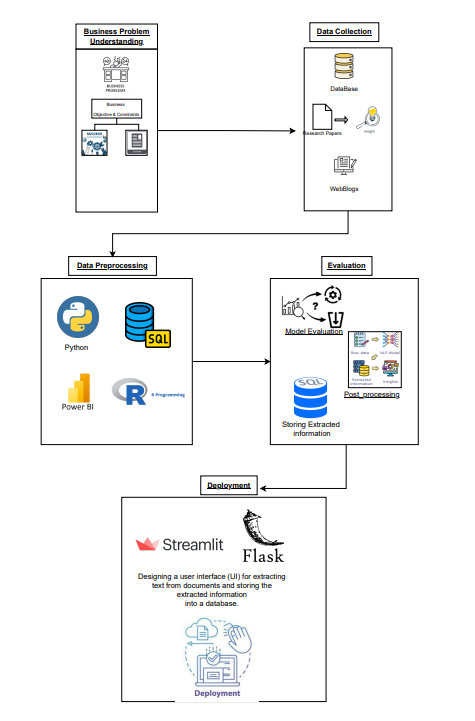 Business Problem
Understanding
BUSINESS
PROBLEMS
Business
Objective & Constraints
SUCCESS
Data Collection
DataBase
Research Papers
Insight
WebBlogs
Data Preprocessing
Python
SQL
Power BI
R
R Programming
Evaluation
?
Model Evaluation
Raw data
NLP Model
Extracted
information
Insights
Post_processing
SQL
Storing Extracted
information
Deployment
Streamlit
Flask
Designing a user interface (UI) for extracting
text from documents and storing the
extracted information
into a database.
Deployment